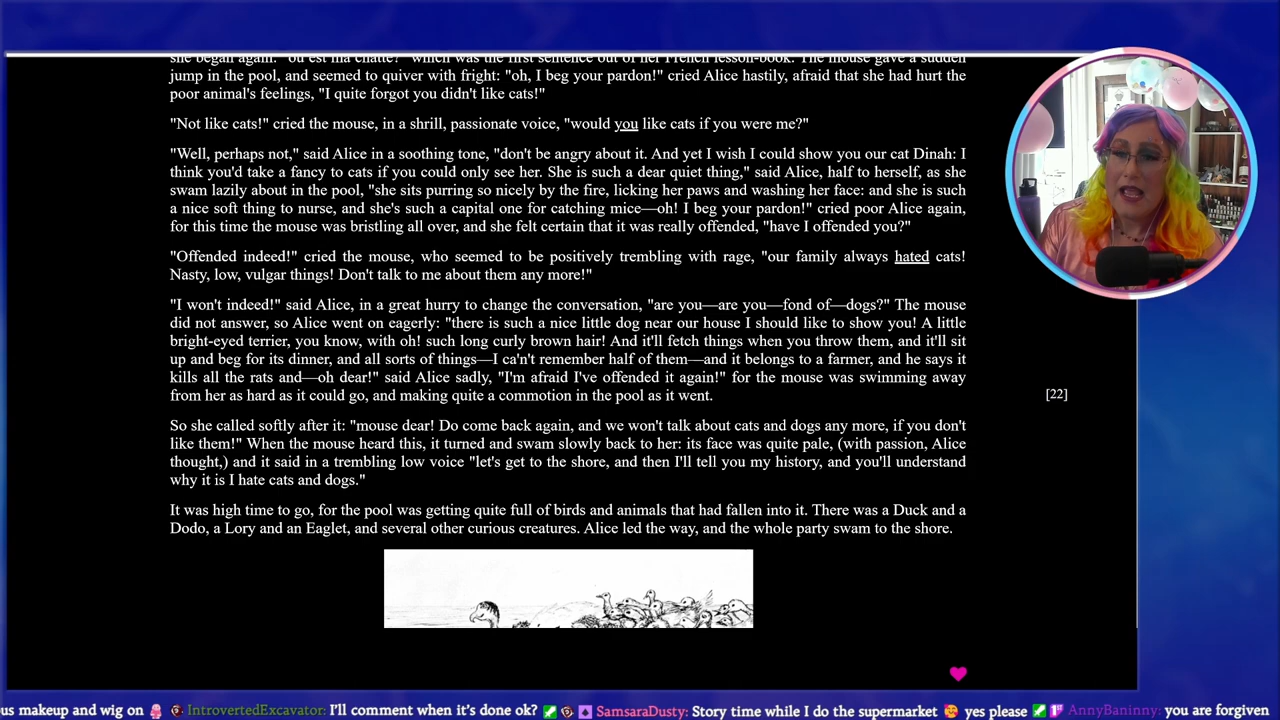 she began again: "où est ma chatte?" which was the first sentence out of her French lesson-book. The mouse gave a sudden
jump in the pool, and seemed to quiver with fright: "oh, I beg your pardon!" cried Alice hastily, afraid that she had hurt the
poor animal's feelings, "I quite forgot you didn't like cats!"
"Not like cats!" cried the mouse, in a shrill, passionate voice, "would you like cats if you were me?"
"Well, perhaps not," said Alice in a soothing tone, "don't be angry about it. And yet I wish I could show you our cat Dinah: I
think you'd take a fancy to cats if you could only see her. She is such a dear quiet thing," said Alice, half to herself, as she
swam lazily about in the pool, "she sits purring so nicely by the fire, licking her paws and washing her face: and she is such
a nice soft thing to nurse, and she's such a capital one for catching mice—oh! I beg your pardon!" cried poor Alice again,
for this time the mouse was bristling all over, and she felt certain that it was really offended, "have I offended you?"
"Offended indeed!" cried the mouse, who seemed to be positively trembling with rage, "our family always hated cats!
Nasty, low, vulgar things! Don't talk to me about them any more!"
"I won't indeed!" said Alice, in a great hurry to change the conversation, "are you—are you—fond of—dogs?" The mouse
did not answer, so Alice went on eagerly: "there is such a nice little dog near our house I should like to show you! A little
bright-eyed terrier, you know, with oh! such long curly brown hair! And it'll fetch things when you throw them, and it'll sit
up and beg for its dinner, and all sorts of things—I ca'n't remember half of them—and it belongs to a farmer, and he says it
kills all the rats and—oh dear!" said Alice sadly, "I'm afraid I've offended it again!" for the mouse was swimming away
from her as hard as it could go, and making quite a commotion in the pool as it went.
[22]
So she called softly after it: "mouse dear! Do come back again, and we won't talk about cats and dogs any more, if you don't
like them!" When the mouse heard this, it turned and swam slowly back to her: its face was quite pale, (with passion, Alice
thought,) and it said in a trembling low voice "let's get to the shore, and then I'll tell you my history, and you'll understand
why it is I hate cats and dogs."
It was high time to go, for the pool was getting quite full of birds and animals that had fallen into it. There was a Duck and a
Dodo, a Lory and an Eaglet, and several other curious creatures. Alice led the way, and the whole party swam to the shore.
us makeup and wig on IntrovertedExcavator: I'll comment when it's done ok? SamsaraDusty: Story time while I do the supermarket yes please AnnyBaninny: you are forgiven